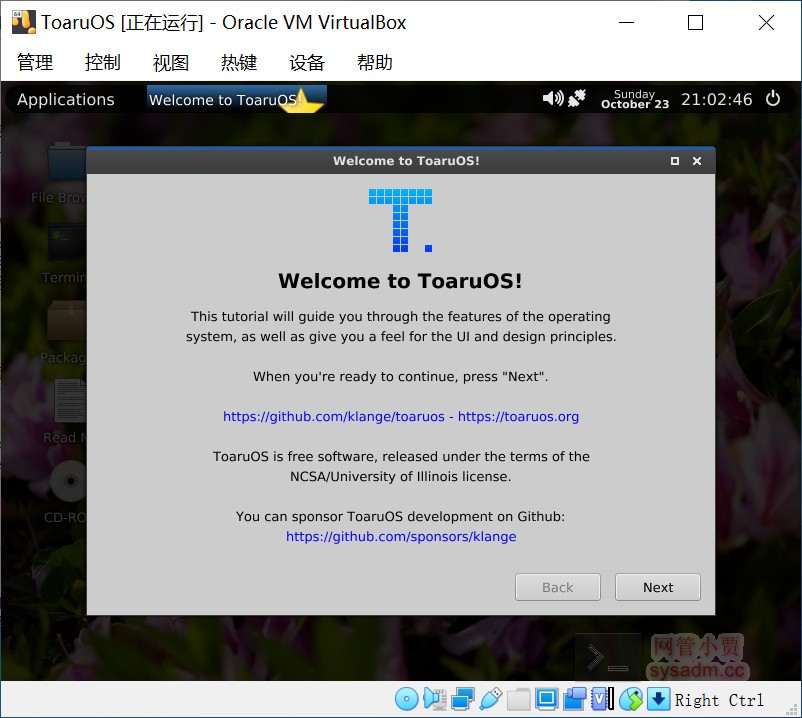 ToaruOS [正在运行] - Oracle VM VirtualBox
管理 控制 视图 热键 设备 帮助
Applications Welcome to ToaruOS! Sunday October 23 21:02:46
Welcome to ToaruOS!
File Brow
Termin
Packag
Read M
CD-RO
T.
Welcome to ToaruOS!
This tutorial will guide you through the features of the operating
system, as well as give you a feel for the UI and design principles.
When you're ready to continue, press "Next".
https://github.com/klange/toaruos - https://toaruos.org
ToaruOS is free software, released under the terms of the
NCSA/University of Illinois license.
You can sponsor ToaruOS development on Github:
https://github.com/sponsors/klange
Back Next
网管小贾
sysadm.cc
Right Ctrl